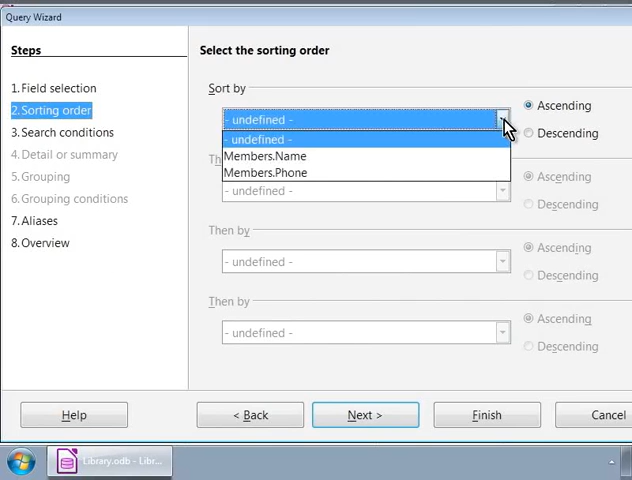 Query Wizard
Steps
1. Field selection
2. Sorting order
3. Search conditions
4. Detail or summary
5. Grouping
6. Grouping conditions
7. Aliases
8. Overview
Select the sorting order
Sort by
- undefined -
- undefined -
Members.Name
Members.Phone
Ascending
Descending
Th
- undefined -
Ascending
Descending
Then by
- undefined -
Ascending
Descending
Then by
- undefined -
Ascending
Descending
Help
< Back
Next >
Finish
Cancel
Library.odb - Libr...